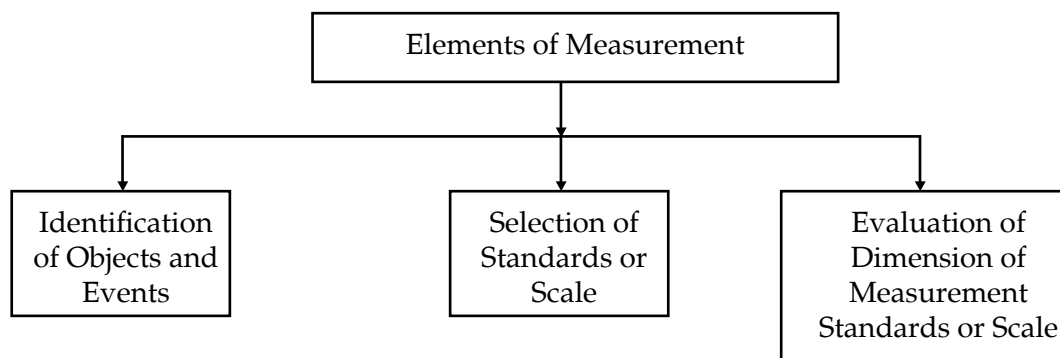 Elements of Measurement
Identification
of Objects and
Events
Selection of
Standards or
Scale
Evaluation of
Dimension of
Measurement
Standards or Scale